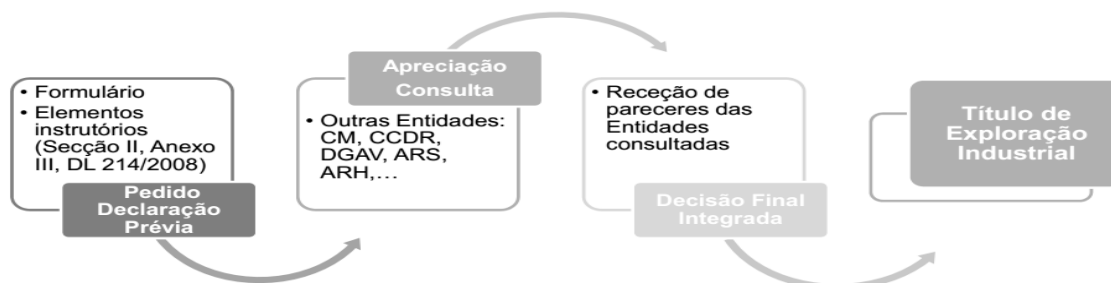 • Formulário
• Elementos
instrutórios
(Secção II, Anexo
III, DL 214/2008)
Pedido
Declaração
Prévia
Apreciação
Consulta
• Outras Entidades:
CM, CCDR,
DGAV, ARS,
ARH,...
• Receção de
pareceres das
Entidades
consultadas
Decisão Final
Integrada
Título de
Exploração
Industrial